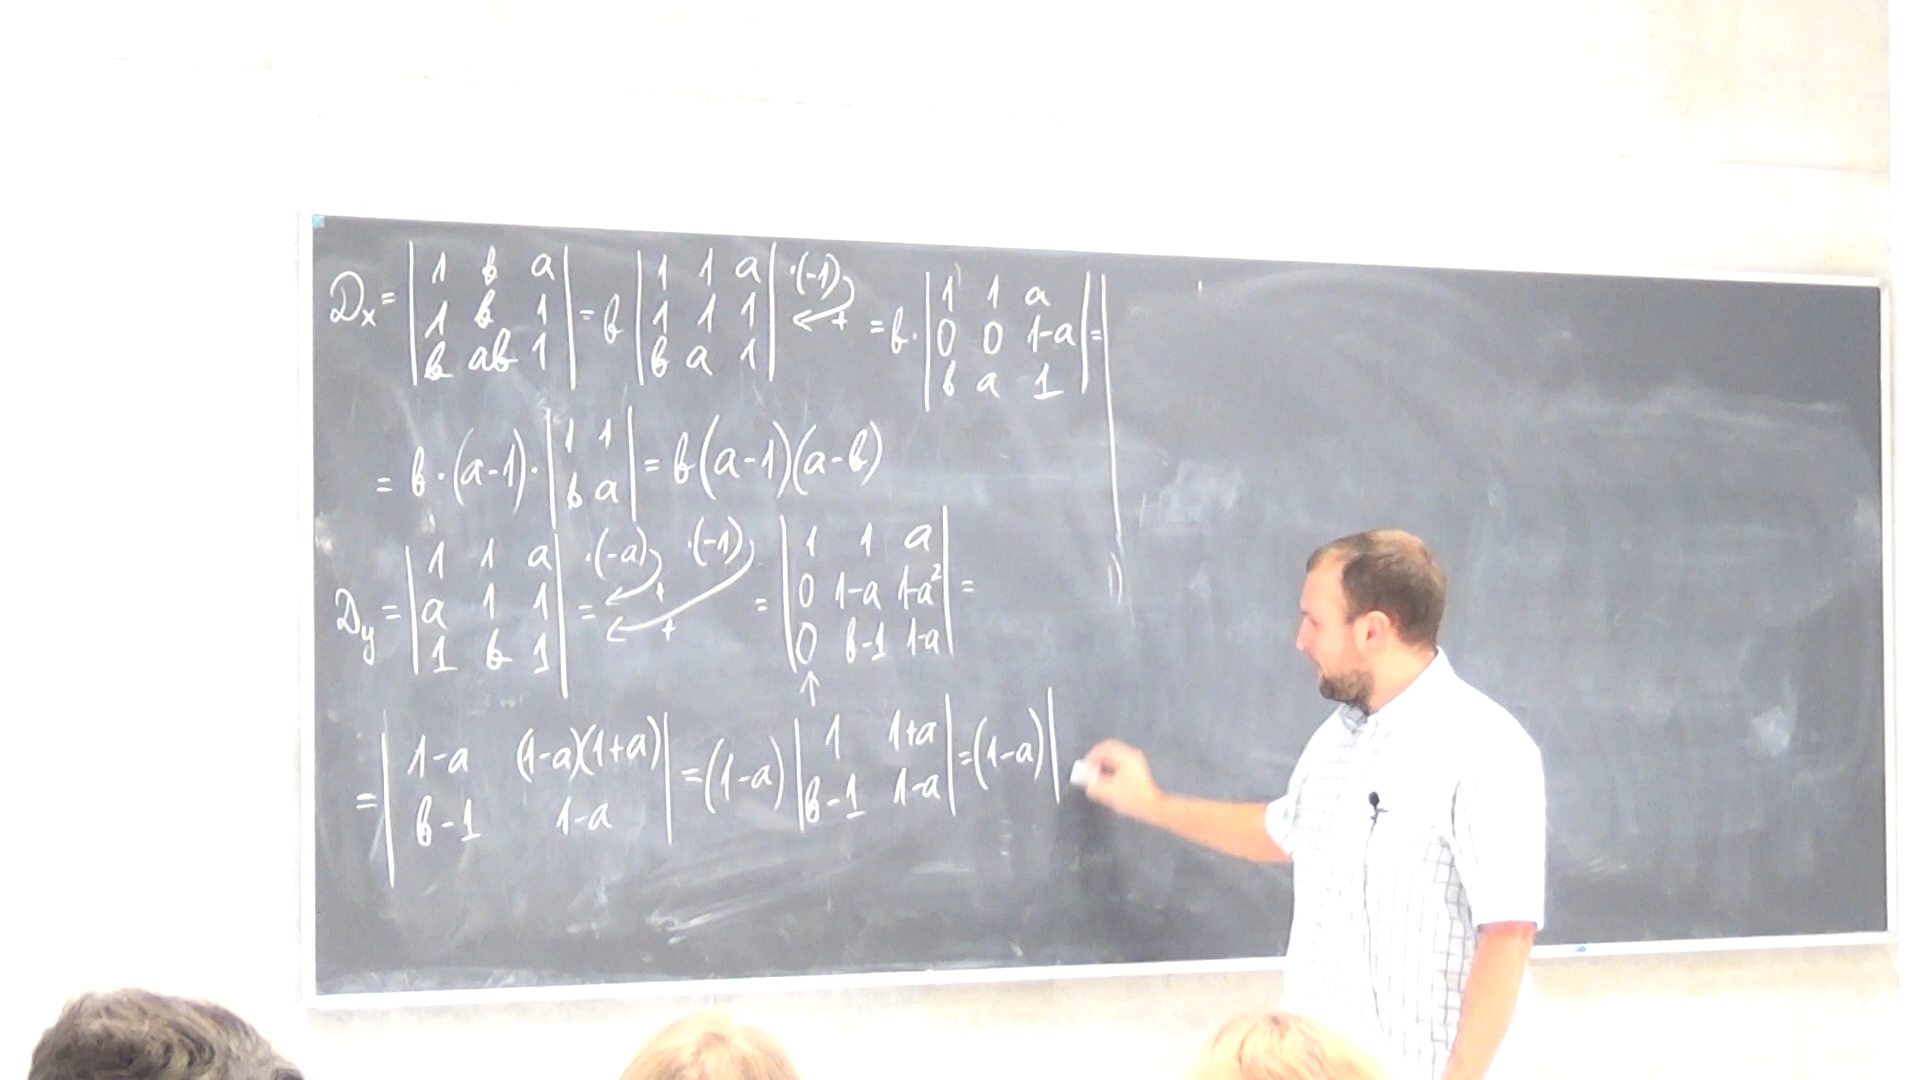 Dₓ = | 1 в a | = в | 1 1 a | ·(-1) = в· | 1 1 a | =
| 1 в 1 | | 1 1 1 | + | 0 0 1-a |
| в aв 1 | | в a 1 | | в a 1 |
= в·(a-1)· | 1 1 | = в(a-1)(a-в)
| в a |
D_y = | 1 1 a | = ·(-a) ·(-1) = | 1 1 a | =
| a 1 1 | + | 0 1-a 1-a² |
| 1 в 1 | + | 0 в-1 1-a |
↑
= | 1-a (1-a)(1+a) | = (1-a) | 1 1+a | = (1-a) |
| в-1 1-a | | в-1 1-a |